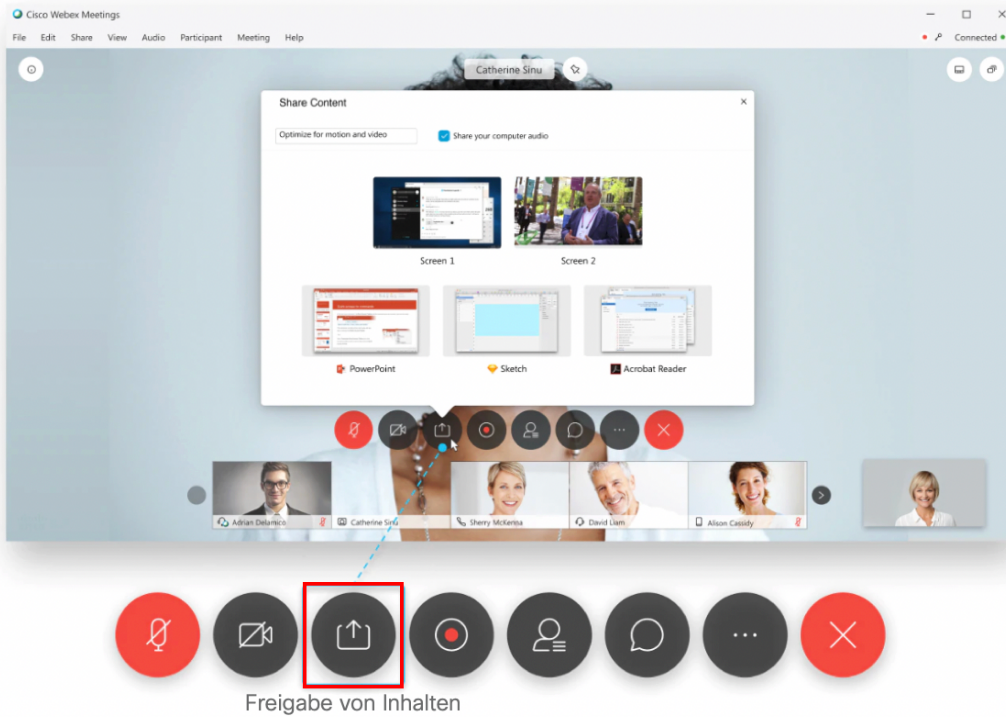 Cisco Webex Meetings
File Edit Share View Audio Participant Meeting Help
Connected
Catherine Sinu
Share Content
Optimize for motion and video
Share your computer audio
Screen 1
Screen 2
PowerPoint
Sketch
Acrobat Reader
Adrian Delamico
Catherine Sinu
Sherry McKenna
David Liam
Alison Cassidy
Freigabe von Inhalten